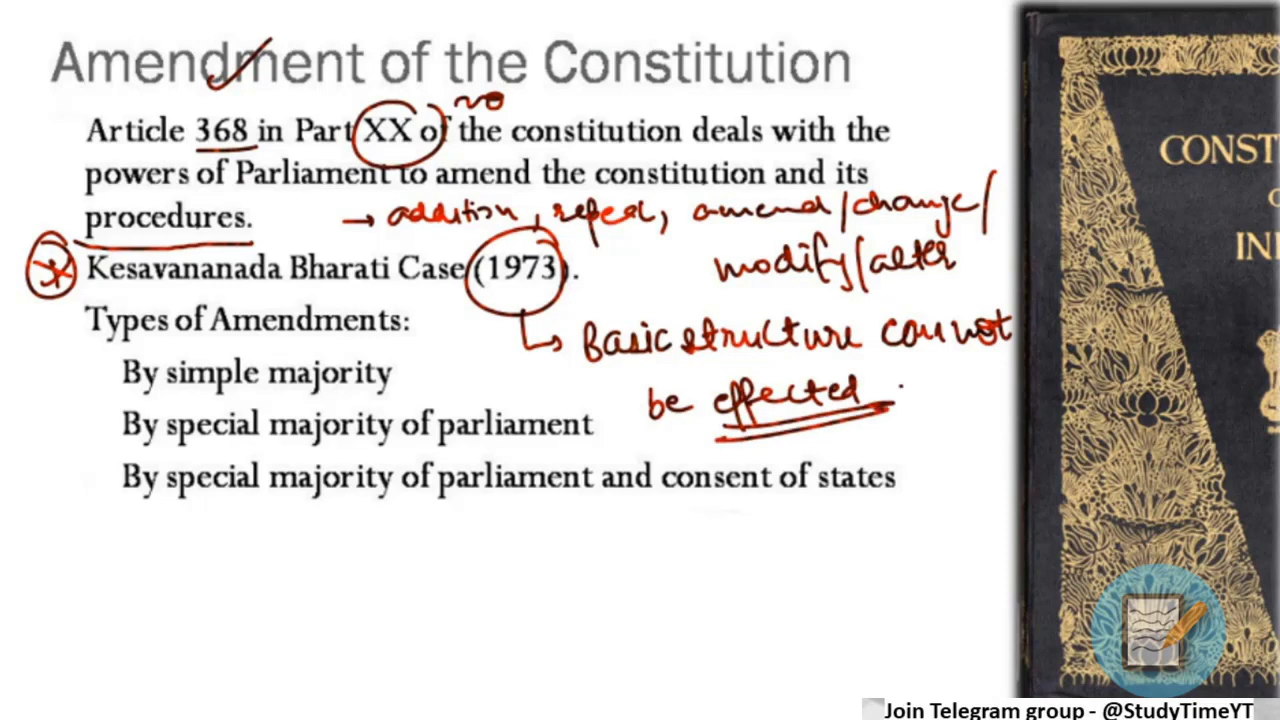 Amendment of the Constitution
20
Article 368 in Part XX of the constitution deals with the
powers of Parliament to amend the constitution and its
procedures. → addition, repeal, amend/change/
modify/alter
Kesavananada Bharati Case (1973).
Types of Amendments:
Basic structure cannot
be effected.
By simple majority
By special majority of parliament
By special majority of parliament and consent of states
CONST
O
INI
Join Telegram group - @StudyTimeYT